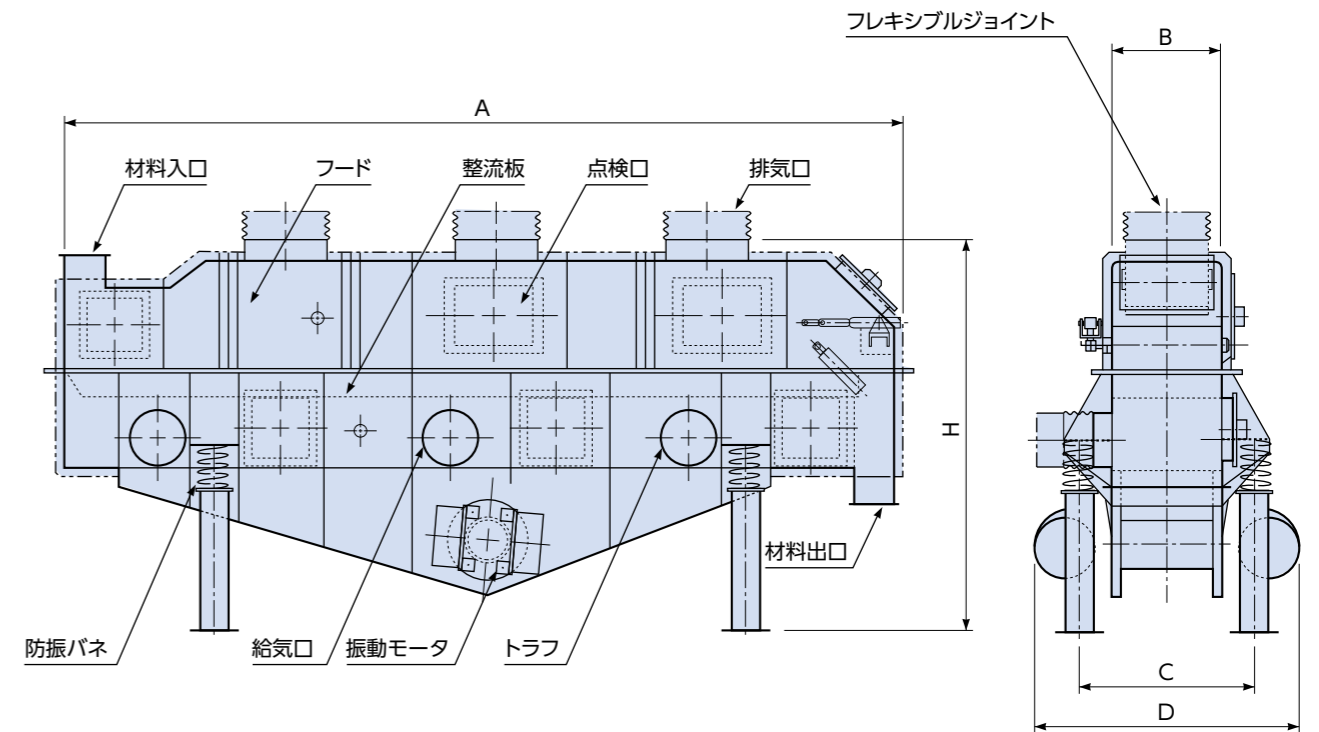 フレキシブルジョイント
B
A
材料入口
フード
整流板
点検口
排気口
H
材料出口
防振バネ
給気口
振動モータ
トラフ
C
D